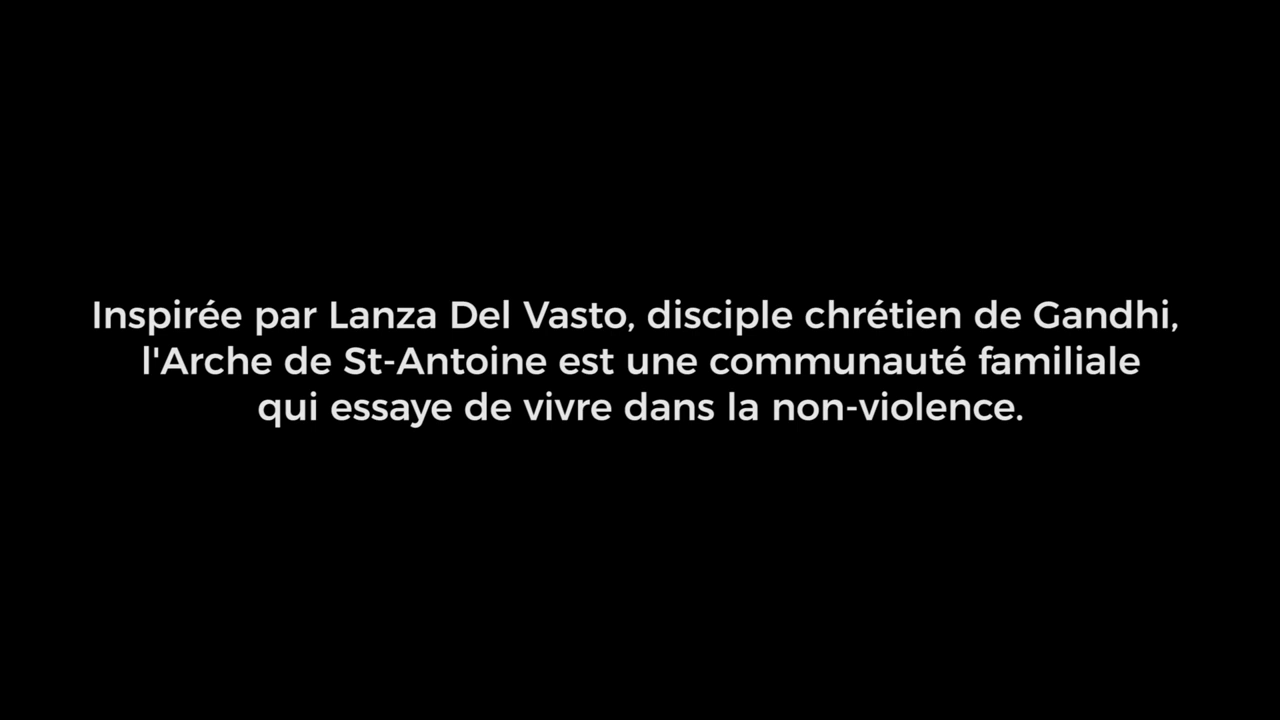 Inspirée par Lanza Del Vasto, disciple chrétien de Gandhi,
l'Arche de St-Antoine est une communauté familiale
qui essaye de vivre dans la non-violence.